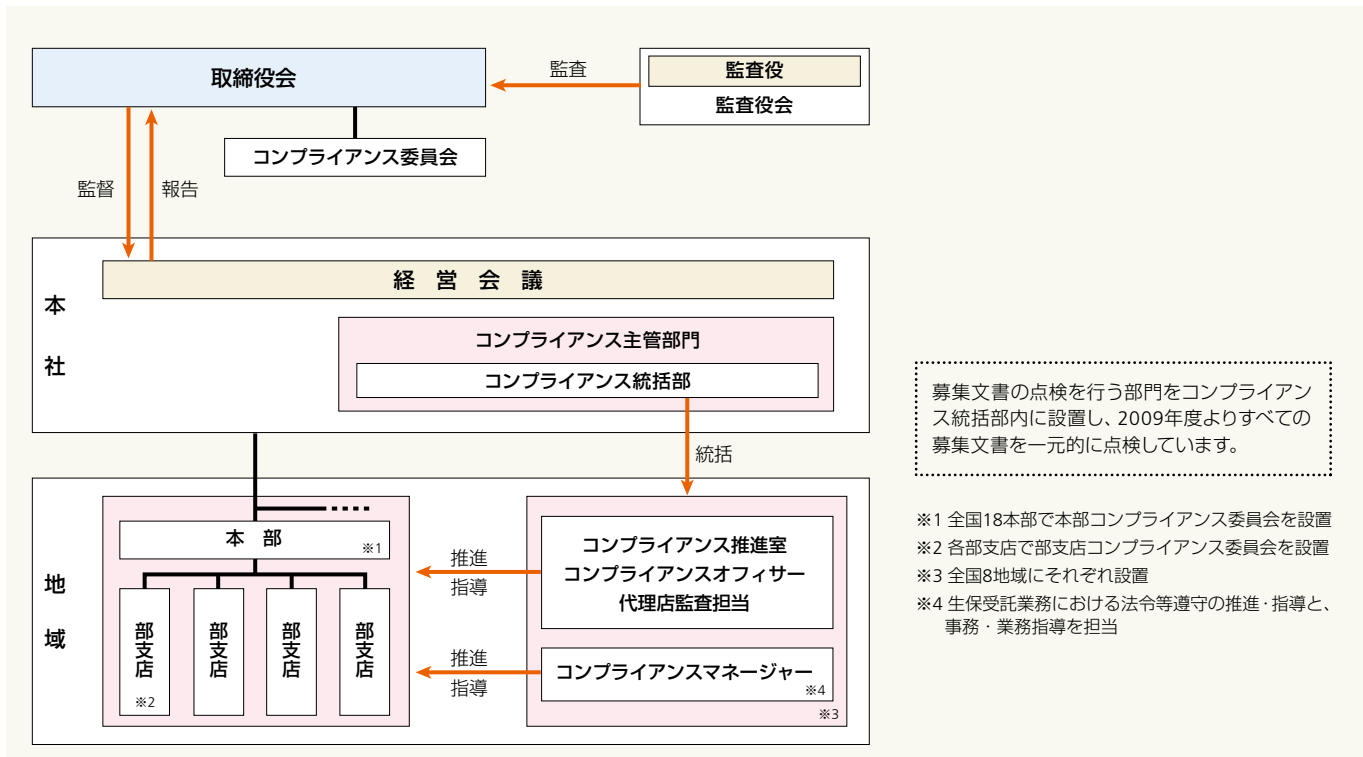 取締役会
監査
監査役
監査役会
コンプライアンス委員会
監督
報告
本社
経営会議
コンプライアンス主管部門
コンプライアンス統括部
統括
地域
本部
※1
部支店
※2
部支店
部支店
部支店
推進
指導
コンプライアンス推進室
コンプライアンスオフィサー
代理店監査担当
推進
指導
コンプライアンスマネージャー
※4
※3
募集文書の点検を行う部門をコンプライアン
ス統括部内に設置し、2009年度よりすべての
募集文書を一元的に点検しています。
※1 全国18本部で本部コンプライアンス委員会を設置
※2 各部支店で部支店コンプライアンス委員会を設置
※3 全国8地域にそれぞれ設置
※4 生保受託業務における法令等遵守の推進・指導と、
事務・業務指導を担当